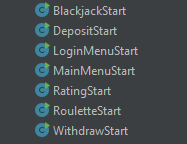 BlackjackStart
DepositStart
LoginMenuStart
MainMenuStart
RatingStart
RouletteStart
WithdrawStart